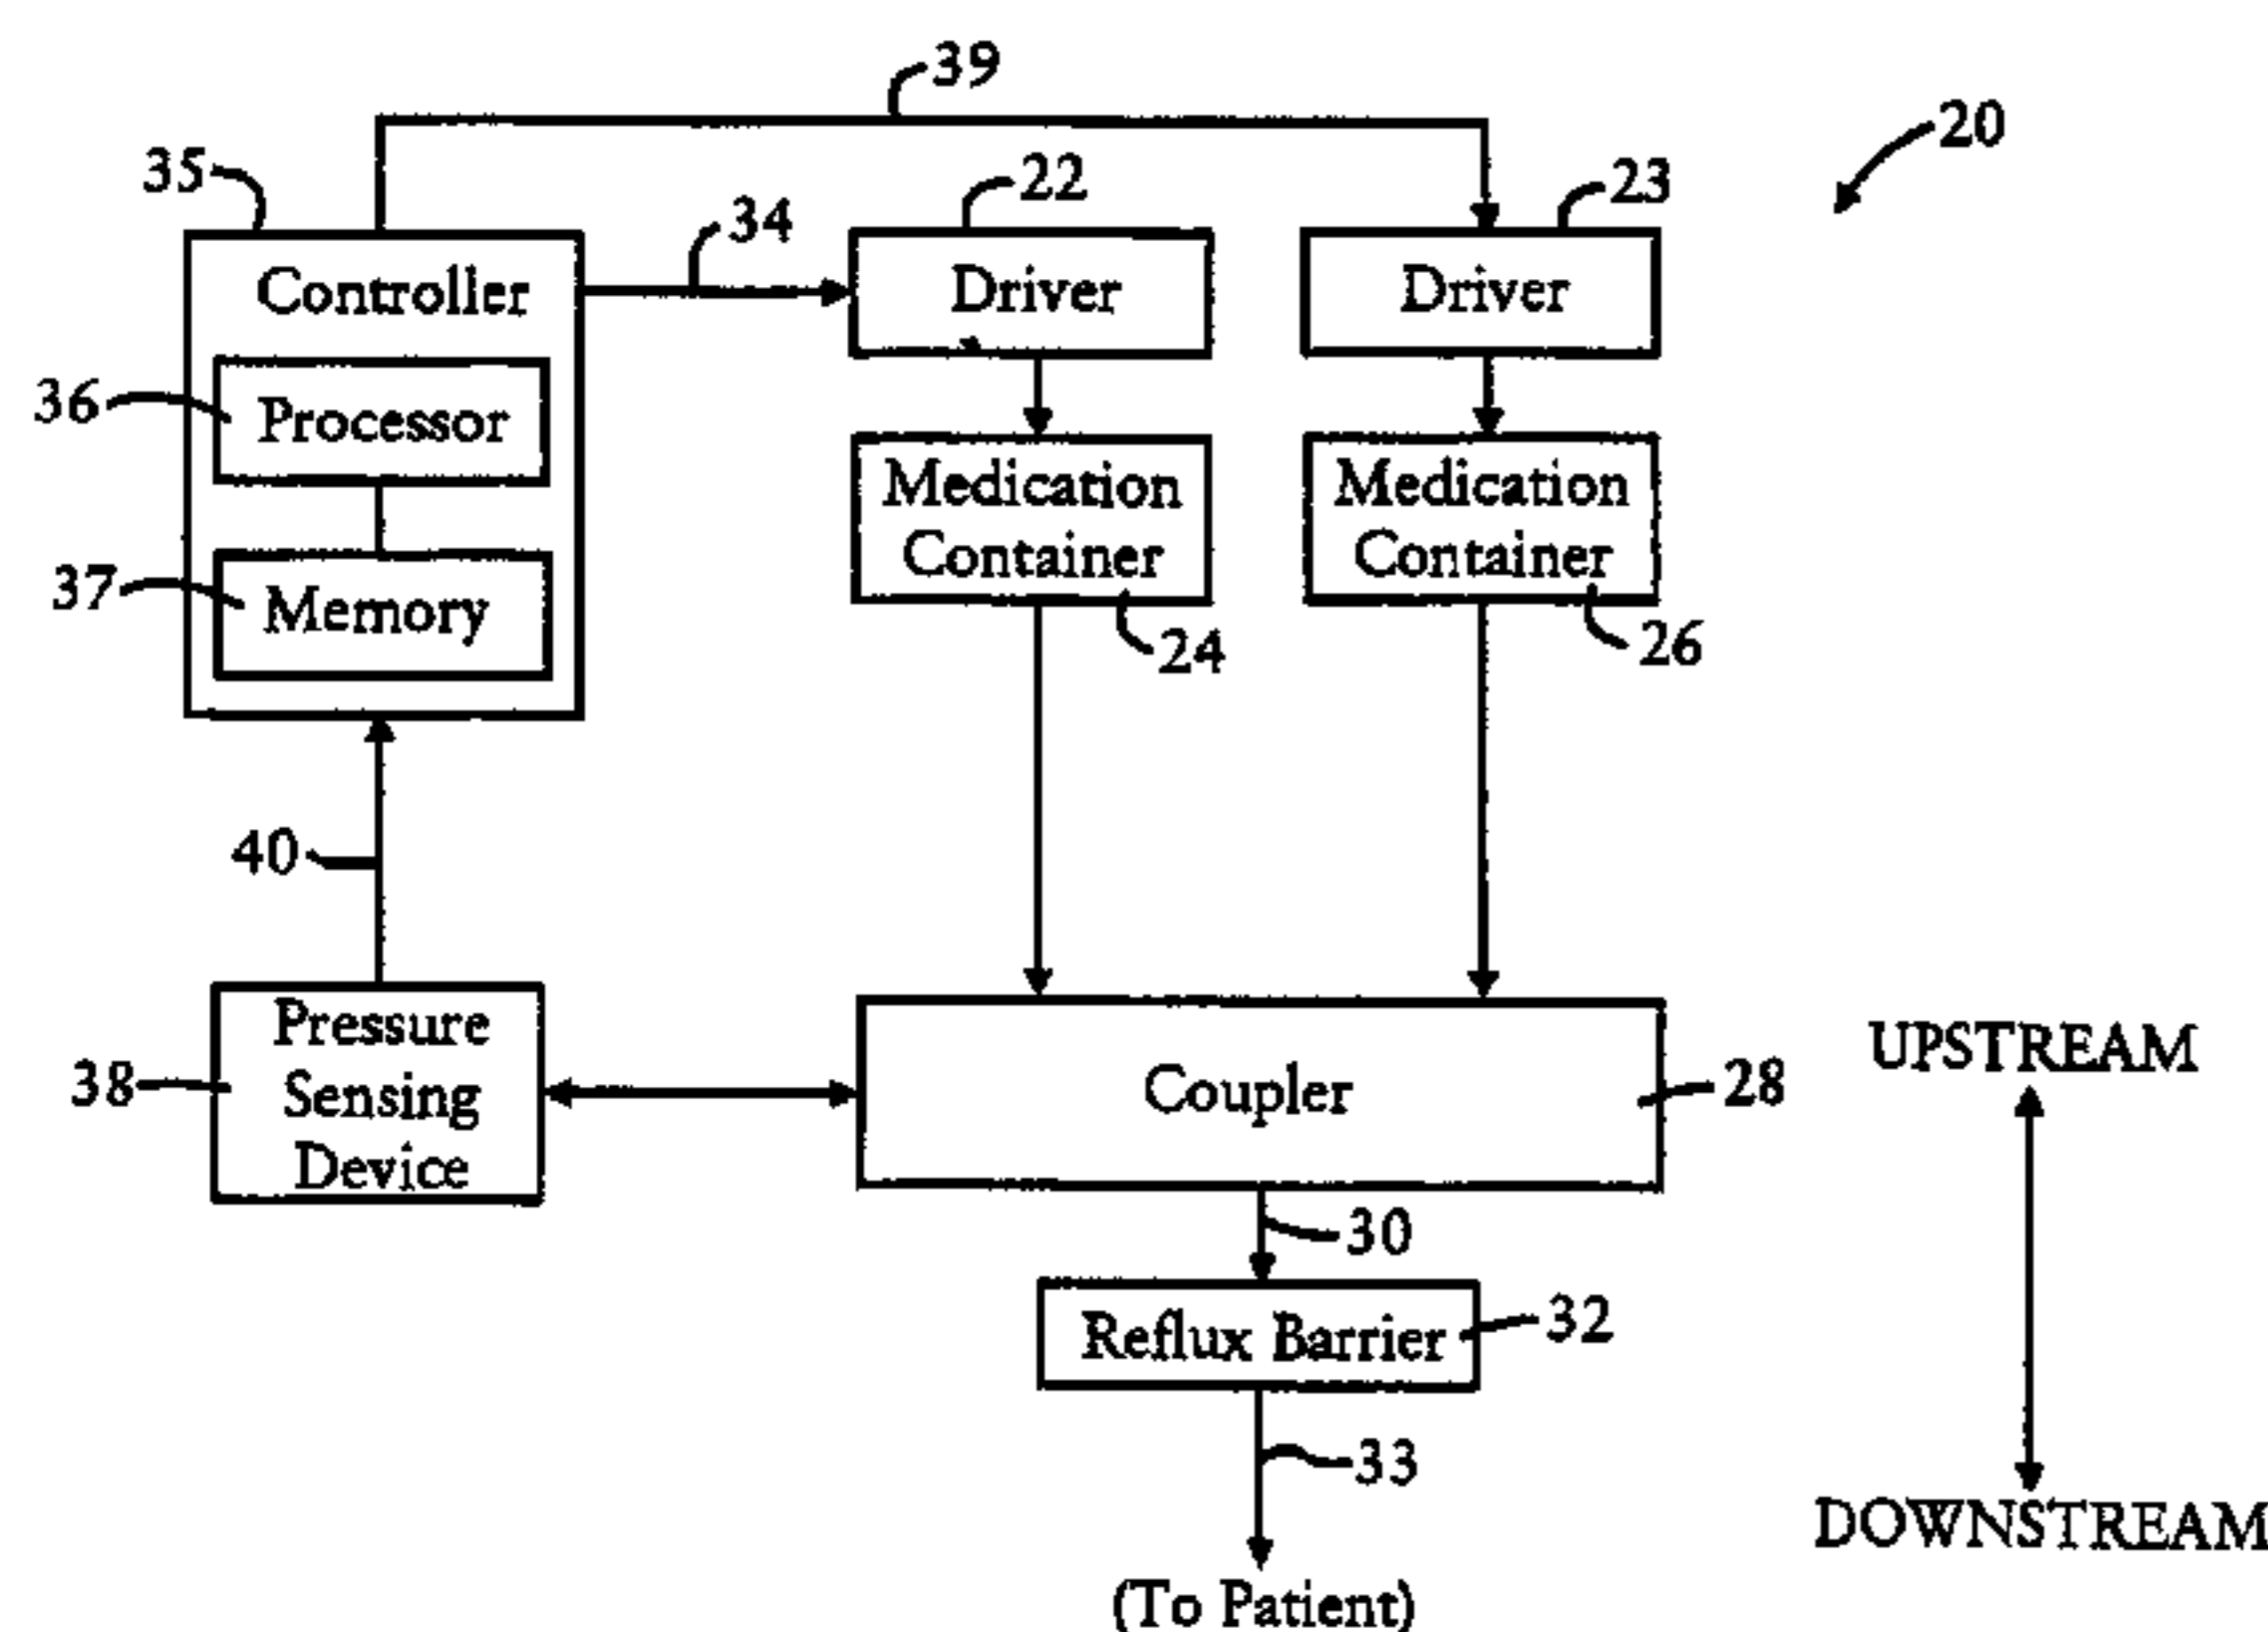 39
20
35
22
23
34
Controller
Driver
Driver
36
Processor
Medication
Container
Medication
Container
37
Memory
24
26
40
Pressure
Sensing
Device
38
Coupler
28
UPSTREAM
30
Reflux Barrier
32
33
DOWNSTREAM
(To Patient)